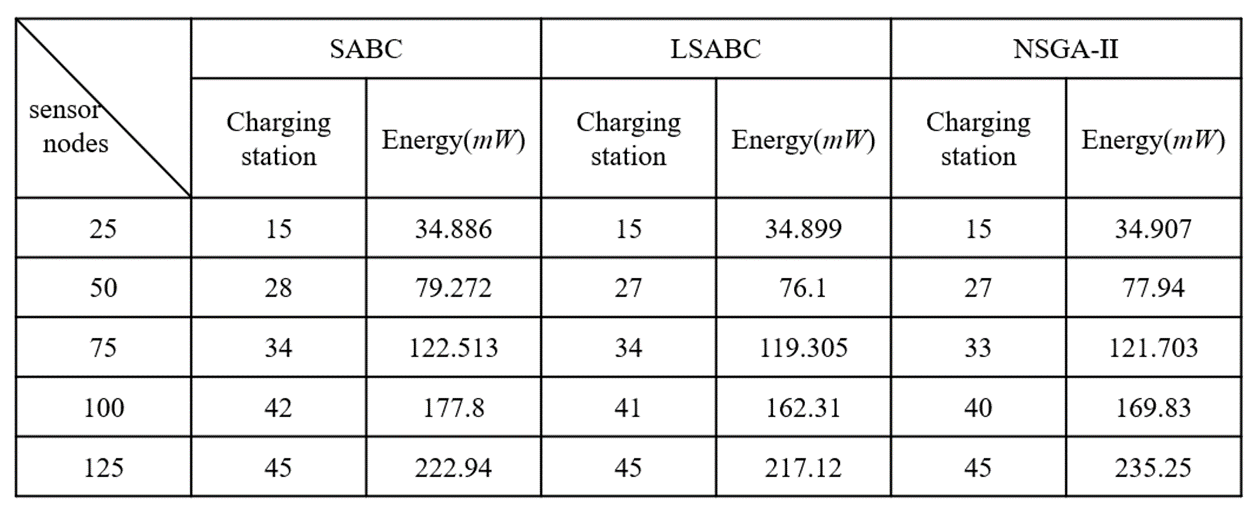 SABC LSABC NSGA-II
sensor
nodes
Charging
station
Energy(mW)
Charging
station
Energy(mW)
Charging
station
Energy(mW)
25 15 34.886 15 34.899 15 34.907
50 28 79.272 27 76.1 27 77.94
75 34 122.513 34 119.305 33 121.703
100 42 177.8 41 162.31 40 169.83
125 45 222.94 45 217.12 45 235.25